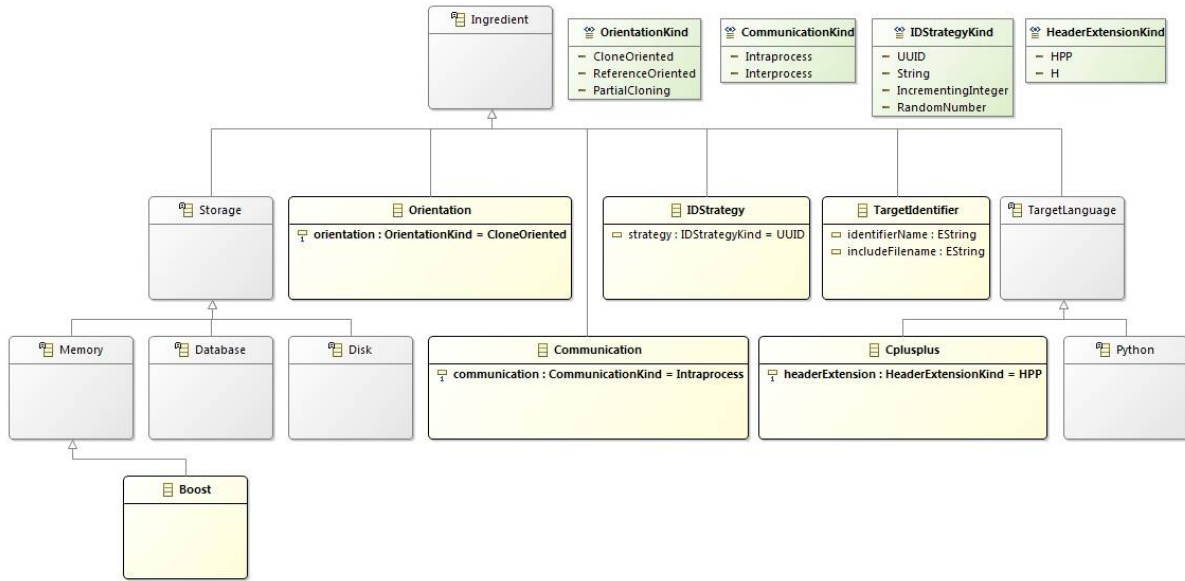 Ingredient
OrientationKind
CloneOriented
ReferenceOriented
PartialCloning
CommunicationKind
Intraprocess
Interprocess
IDStrategyKind
UUID
String
IncrementingInteger
RandomNumber
HeaderExtensionKind
HPP
H
Storage
Orientation
orientation : OrientationKind = CloneOriented
IDStrategy
strategy : IDStrategyKind = UUID
TargetIdentifier
identifierName : EString
includeFilename : EString
TargetLanguage
Memory
Database
Disk
Communication
communication : CommunicationKind = Intraprocess
Cplusplus
headerExtension : HeaderExtensionKind = HPP
Python
Boost